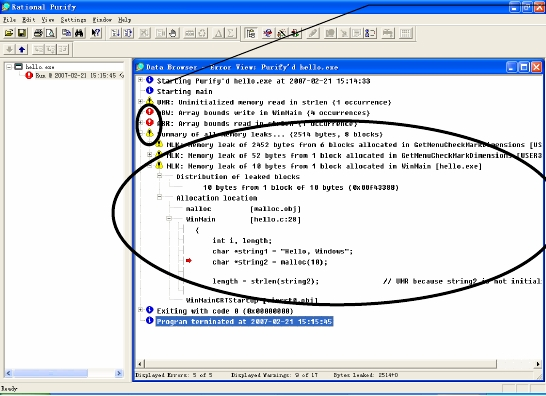 Rational Purify
File Edit View Settings Window Help
hello.exe
Run @ 2007-02-21 15:15:45
Data Browser - Error View: Purify'd hello.exe
Starting Purify'd hello.exe at 2007-02-21 15:14:33
Starting main
UMR: Uninitialized memory read in strlen {1 occurrence}
ABW: Array bounds write in WinMain {4 occurrences}
ABR: Array bounds read in strlen {1 occurrence}
Summary of all memory leaks... {2514 bytes, 8 blocks}
MLK: Memory leak of 2452 bytes from 6 blocks allocated in GetMenuCheckMarkDimensions [US
MLK: Memory leak of 52 bytes from 1 block allocated in GetMenuCheckMarkDimensions [USER3
MLK: Memory leak of 10 bytes from 1 block allocated in WinMain [hello.exe]
Distribution of leaked blocks
10 bytes from 1 block of 10 bytes (0x00f43380)
Allocation location
malloc [malloc.obj]
WinMain [hello.c:28]
{
int i, length;
char *string1 = "Hello, Windows";
char *string2 = malloc(10);
length = strlen(string2); // UMR because string2 is not initial
WinMainCRTStartup [wincrt0.obj]
Exiting with code 0 (0x00000000)
Program terminated at 2007-02-21 15:15:45
Displayed Errors: 5 of 5 Displayed Warnings: 9 of 17 Bytes Leaked: 2514+0
Ready